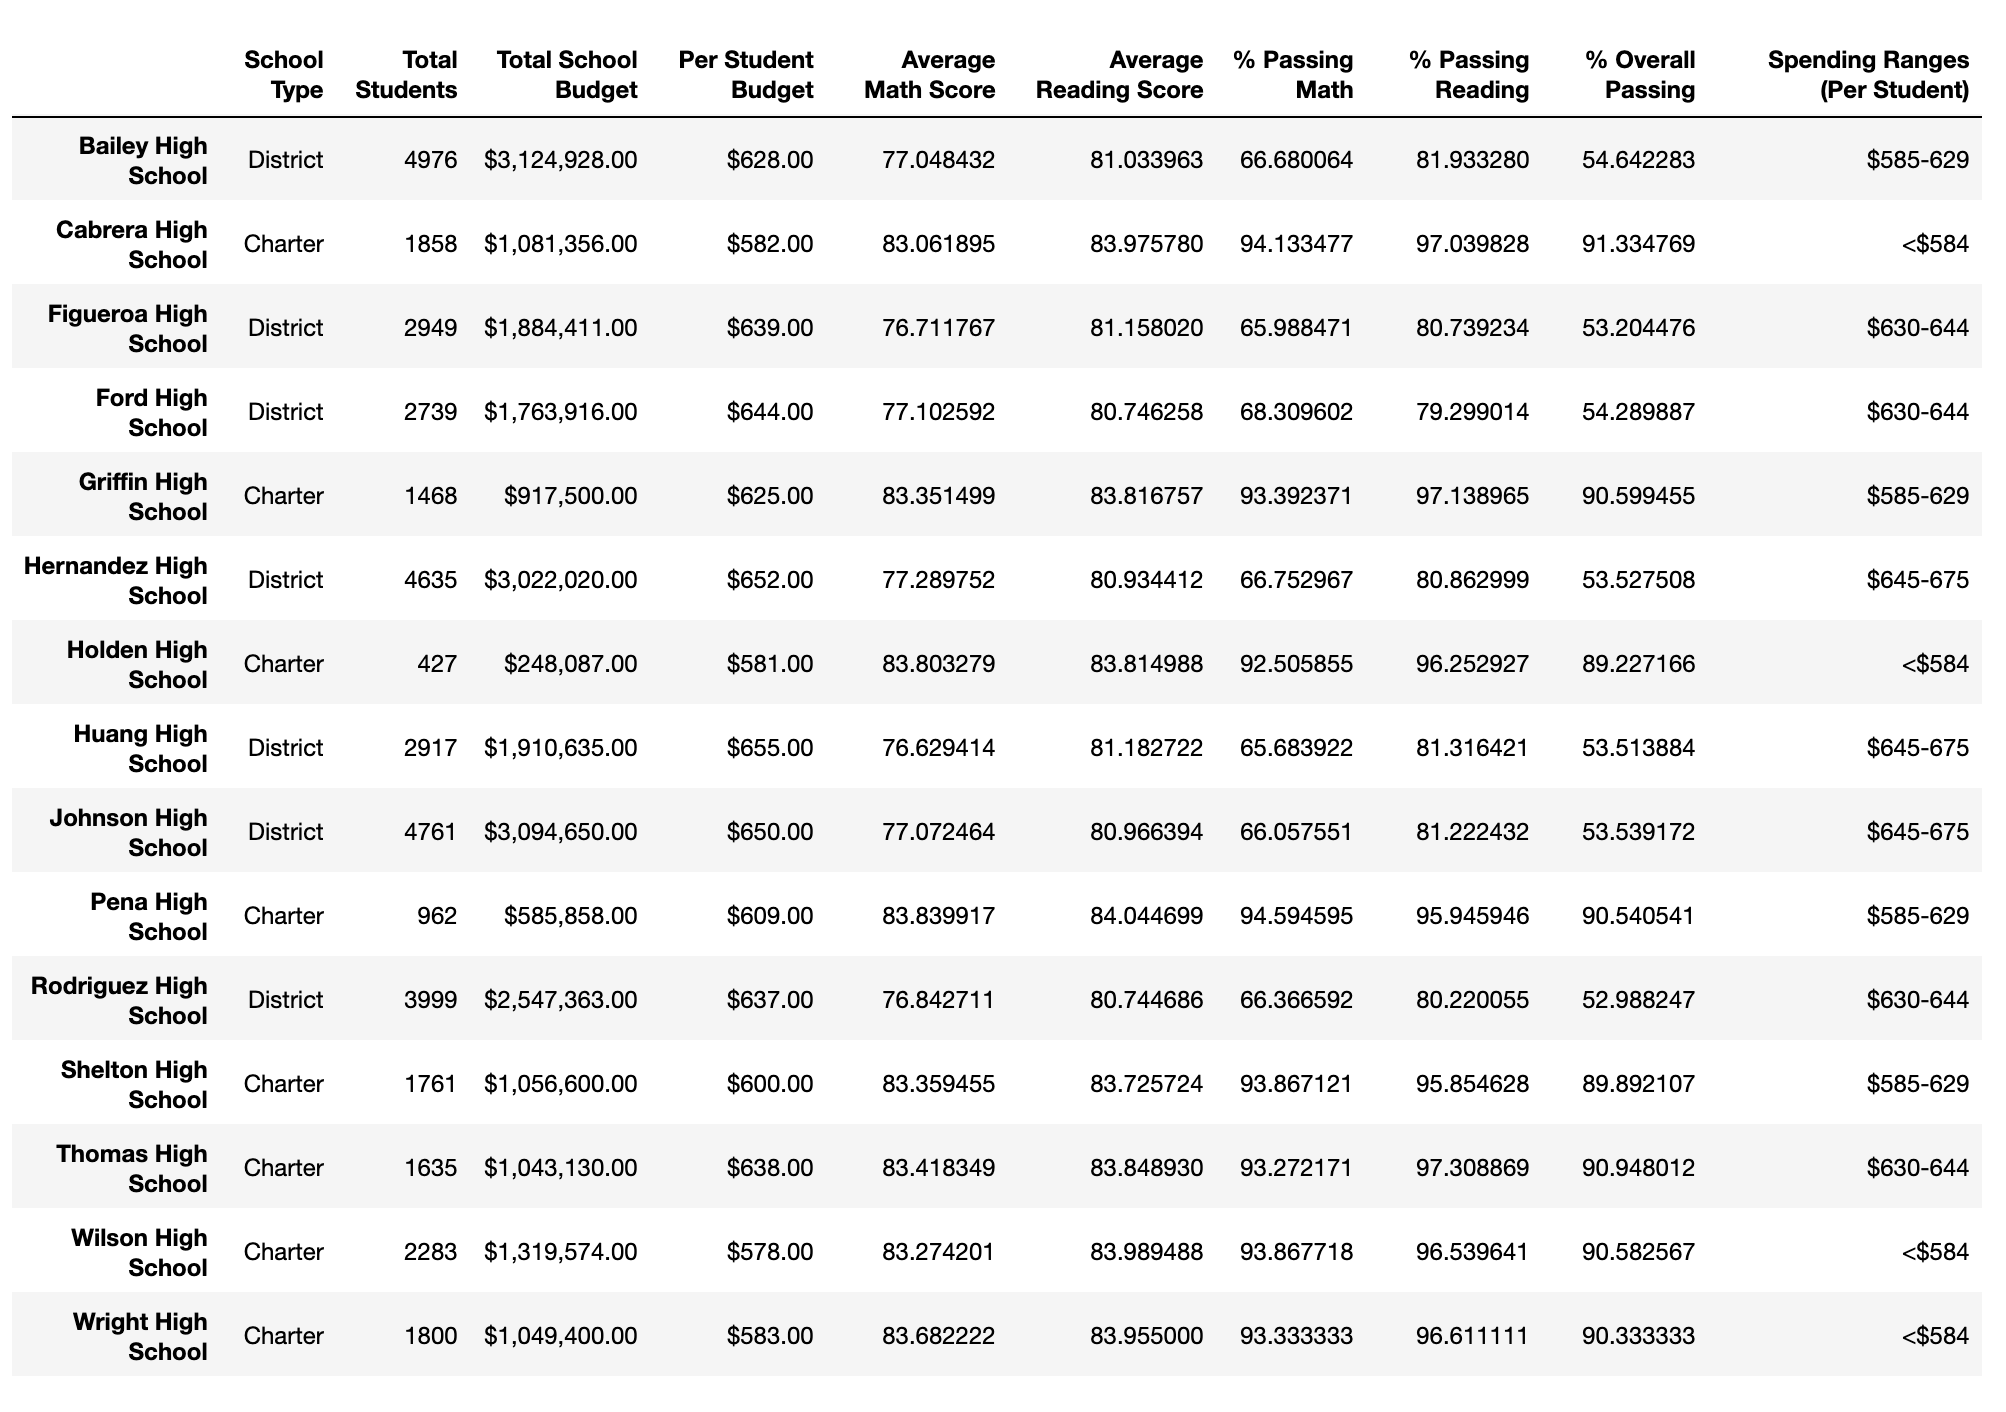 School Type Total Students Total School Budget Per Student Budget Average Math Score Average Reading Score % Passing Math % Passing Reading % Overall Passing Spending Ranges (Per Student)
Bailey High School District 4976 $3,124,928.00 $628.00 77.048432 81.033963 66.680064 81.933280 54.642283 $585-629
Cabrera High School Charter 1858 $1,081,356.00 $582.00 83.061895 83.975780 94.133477 97.039828 91.334769 <$584
Figueroa High School District 2949 $1,884,411.00 $639.00 76.711767 81.158020 65.988471 80.739234 53.204476 $630-644
Ford High School District 2739 $1,763,916.00 $644.00 77.102592 80.746258 68.309602 79.299014 54.289887 $630-644
Griffin High School Charter 1468 $917,500.00 $625.00 83.351499 83.816757 93.392371 97.138965 90.599455 $585-629
Hernandez High School District 4635 $3,022,020.00 $652.00 77.289752 80.934412 66.752967 80.862999 53.527508 $645-675
Holden High School Charter 427 $248,087.00 $581.00 83.803279 83.814988 92.505855 96.252927 89.227166 <$584
Huang High School District 2917 $1,910,635.00 $655.00 76.629414 81.182722 65.683922 81.316421 53.513884 $645-675
Johnson High School District 4761 $3,094,650.00 $650.00 77.072464 80.966394 66.057551 81.222432 53.539172 $645-675
Pena High School Charter 962 $585,858.00 $609.00 83.839917 84.044699 94.594595 95.945946 90.540541 $585-629
Rodriguez High School District 3999 $2,547,363.00 $637.00 76.842711 80.744686 66.366592 80.220055 52.988247 $630-644
Shelton High School Charter 1761 $1,056,600.00 $600.00 83.359455 83.725724 93.867121 95.854628 89.892107 $585-629
Thomas High School Charter 1635 $1,043,130.00 $638.00 83.418349 83.848930 93.272171 97.308869 90.948012 $630-644
Wilson High School Charter 2283 $1,319,574.00 $578.00 83.274201 83.989488 93.867718 96.539641 90.582567 <$584
Wright High School Charter 1800 $1,049,400.00 $583.00 83.682222 83.955000 93.333333 96.611111 90.333333 <$584